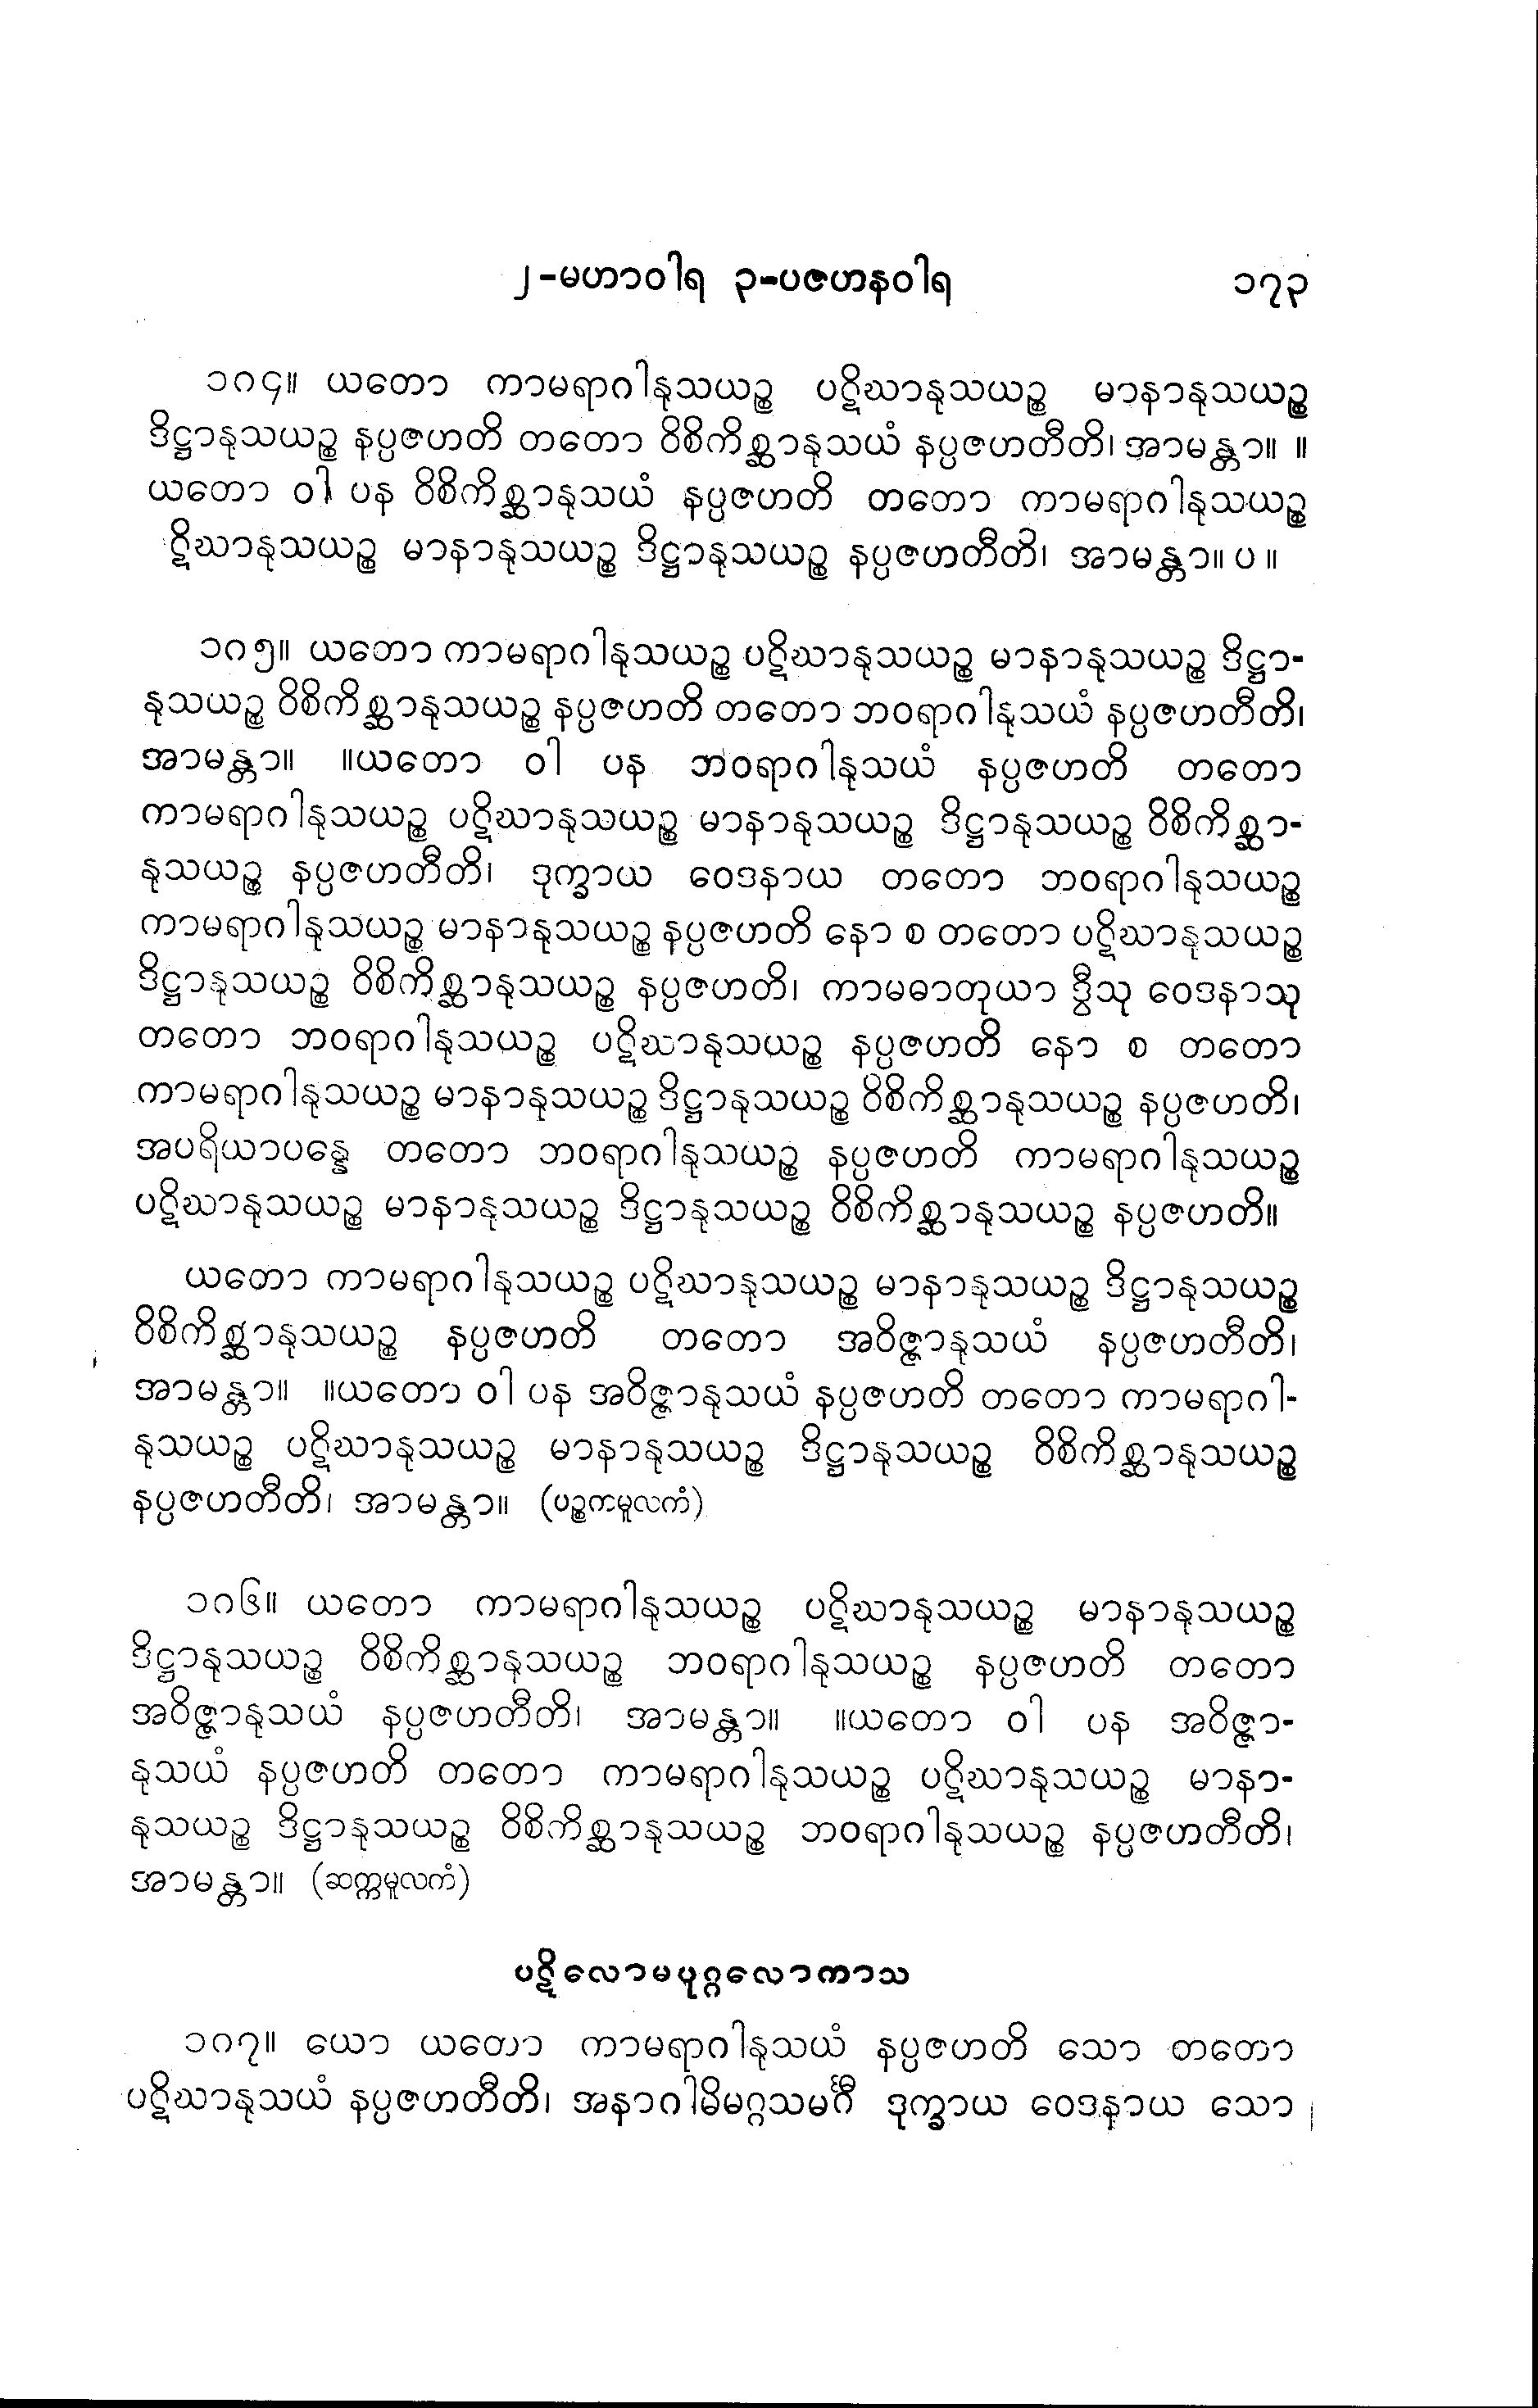 ၂-မဟာဝါရ ၃-ပဇဟနဝါရ ၁၇၃
၁ဂ၄။ ယတော ကာမရာဂါနုသယဉ္စ ပဋိဃာနုသယဉ္စ မာနာနုသယဉ္စ
ဒိဋ္ဌာနုသယဉ္စ နပ္ပဇဟတိ တတော ဝိစိကိစ္ဆာနုသယံ နပ္ပဇဟတီတိ၊ အာမန္တာ။ ။
ယတော ဝါ ပန ဝိစိကိစ္ဆာနုသယံ နပ္ပဇဟတိ တတော ကာမရာဂါနုသယဉ္စ
ဋိဃာနုသယဉ္စ မာနာနုသယဉ္စ ဒိဋ္ဌာနုသယဉ္စ နပ္ပဇဟတီတိ၊ အာမန္တာ။ ပ ။
၁ဂ၅။ ယတော ကာမရာဂါနုသယဉ္စ ပဋိဃာနုသယဉ္စ မာနာနုသယဉ္စ ဒိဋ္ဌာ-
နုသယဉ္စ ဝိစိကိစ္ဆာနုသယဉ္စ နပ္ပဇဟတိ တတော ဘဝရာဂါနုသယံ နပ္ပဇဟတီတိ၊
အာမန္တာ။ ။ယတော ဝါ ပန ဘဝရာဂါနုသယံ နပ္ပဇဟတိ တတော
ကာမရာဂါနုသယဉ္စ ပဋိဃာနုသယဉ္စ မာနာနုသယဉ္စ ဒိဋ္ဌာနုသယဉ္စ ဝိစိကိစ္ဆာ-
နုသယဉ္စ နပ္ပဇဟတီတိ၊ ဒုက္ခာယ ဝေဒနာယ တတော ဘဝရာဂါနုသယဉ္စ
ကာမရာဂါနုသယဉ္စ မာနာနုသယဉ္စ နပ္ပဇဟတိ နော စ တတော ပဋိဃာနုသယဉ္စ
ဒိဋ္ဌာနုသယဉ္စ ဝိစိကိစ္ဆာနုသယဉ္စ နပ္ပဇဟတိ၊ ကာမဓာတုယာ ဒွီသု ဝေဒနာသု
တတော ဘဝရာဂါနုသယဉ္စ ပဋိဃာနုသယဉ္စ နပ္ပဇဟတိ နော စ တတော
ကာမရာဂါနုသယဉ္စ မာနာနုသယဉ္စ ဒိဋ္ဌာနုသယဉ္စ ဝိစိကိစ္ဆာနုသယဉ္စ နပ္ပဇဟတိ၊
အပရိယာပန္နေ တတော ဘဝရာဂါနုသယဉ္စ နပ္ပဇဟတိ ကာမရာဂါနုသယဉ္စ
ပဋိဃာနုသယဉ္စ မာနာနုသယဉ္စ ဒိဋ္ဌာနုသယဉ္စ ဝိစိကိစ္ဆာနုသယဉ္စ နပ္ပဇဟတိ။
ယတော ကာမရာဂါနုသယဉ္စ ပဋိဃာနုသယဉ္စ မာနာနုသယဉ္စ ဒိဋ္ဌာနုသယဉ္စ
ဝိစိကိစ္ဆာနုသယဉ္စ နပ္ပဇဟတိ တတော အဝိဇ္ဇာနုသယံ နပ္ပဇဟတီတိ၊
အာမန္တာ။ ။ယတော ဝါ ပန အဝိဇ္ဇာနုသယံ နပ္ပဇဟတိ တတော ကာမရာဂါ-
နုသယဉ္စ ပဋိဃာနုသယဉ္စ မာနာနုသယဉ္စ ဒိဋ္ဌာနုသယဉ္စ ဝိစိကိစ္ဆာနုသယဉ္စ
နပ္ပဇဟတီတိ၊ အာမန္တာ။ (ပဉ္စကမူလကံ)
၁ဂ၆။ ယတော ကာမရာဂါနုသယဉ္စ ပဋိဃာနုသယဉ္စ မာနာနုသယဉ္စ
ဒိဋ္ဌာနုသယဉ္စ ဝိစိကိစ္ဆာနုသယဉ္စ ဘဝရာဂါနုသယဉ္စ နပ္ပဇဟတိ တတော
အဝိဇ္ဇာနုသယံ နပ္ပဇဟတီတိ၊ အာမန္တာ။ ။ယတော ဝါ ပန အဝိဇ္ဇာ-
နုသယံ နပ္ပဇဟတိ တတော ကာမရာဂါနုသယဉ္စ ပဋိဃာနုသယဉ္စ မာနာ-
နုသယဉ္စ ဒိဋ္ဌာနုသယဉ္စ ဝိစိကိစ္ဆာနုသယဉ္စ ဘဝရာဂါနုသယဉ္စ နပ္ပဇဟတီတိ၊
အာမန္တာ။ (ဆက္ကမူလကံ)
ပဋိလောမပုဂ္ဂလောကာသ
၁ဂ၇။ ယော ယတော ကာမရာဂါနုသယံ နပ္ပဇဟတိ သော တတော
ပဋိဃာနုသယံ နပ္ပဇဟတီတိ၊ အနာဂါမိမဂ္ဂသမင်္ဂီ ဒုက္ခာယ ဝေဒနာယ သော